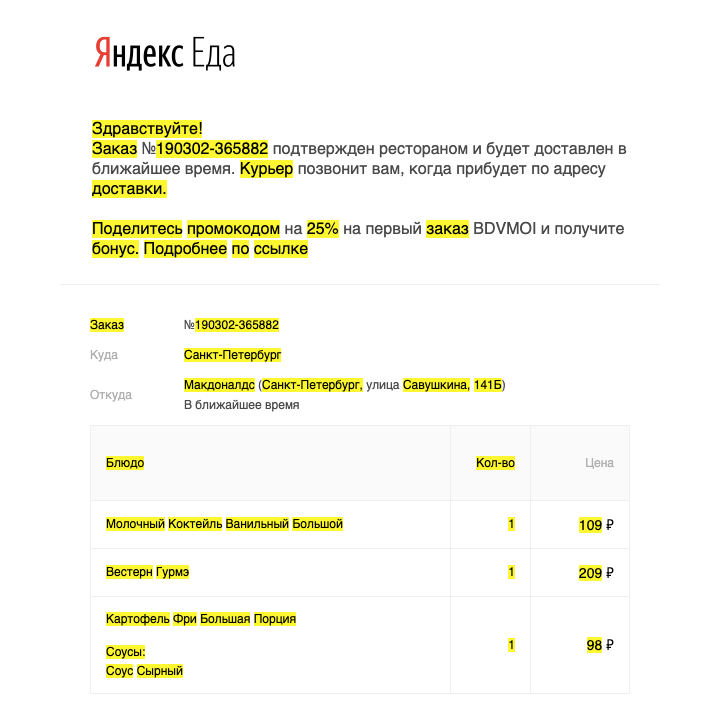 Яндекс Еда
Здравствуйте!
Заказ №190302-365882 подтвержден рестораном и будет доставлен в
ближайшее время. Курьер позвонит вам, когда прибудет по адресу
доставки.
Поделитесь промокодом на 25% на первый заказ BDVMOI и получите
бонус. Подробнее по ссылке
Заказ №190302-365882
Куда Санкт-Петербург
Откуда Макдоналдс (Санкт-Петербург, улица Савушкина, 141Б)
В ближайшее время
Блюдо Кол-во Цена
Молочный Коктейль Ванильный Большой 1 109 ₽
Вестерн Гурмэ 1 209 ₽
Картофель Фри Большая Порция
Соусы: 1 98 ₽
Соус Сырный